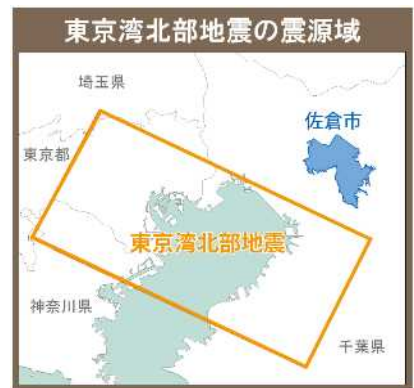 東京湾北部地震の震源域
埼玉県
佐倉市
東京都
東京湾北部地震
神奈川県
千葉県